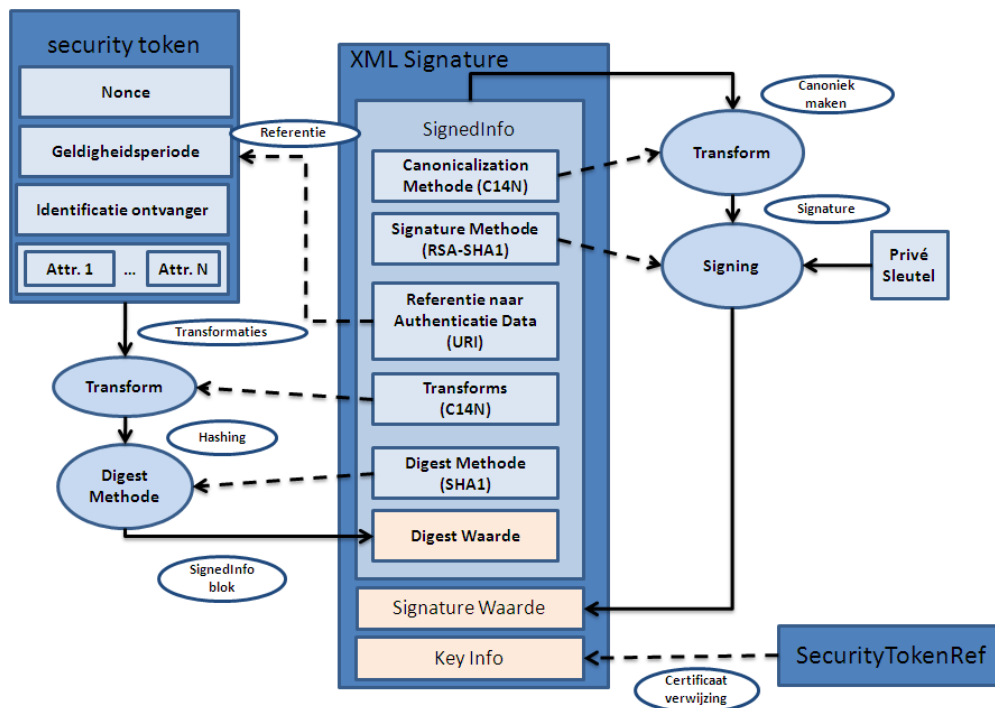 security token
Nonce
Geldigheidsperiode
Identificatie ontvanger
Attr. 1
...
Attr. N
Transformaties
Transform
Hashing
Digest
Methode
SignedInfo
blok
Referentie
XML Signature
SignedInfo
Canonicalization
Methode (C14N)
Signature Methode
(RSA-SHA1)
Referentie naar
Authenticatie Data
(URI)
Transforms
(C14N)
Digest Methode
(SHA1)
Digest Waarde
Signature Waarde
Key Info
Canoniek
maken
Transform
Signature
Signing
Privé
Sleutel
SecurityTokenRef
Certificaat
verwijzing